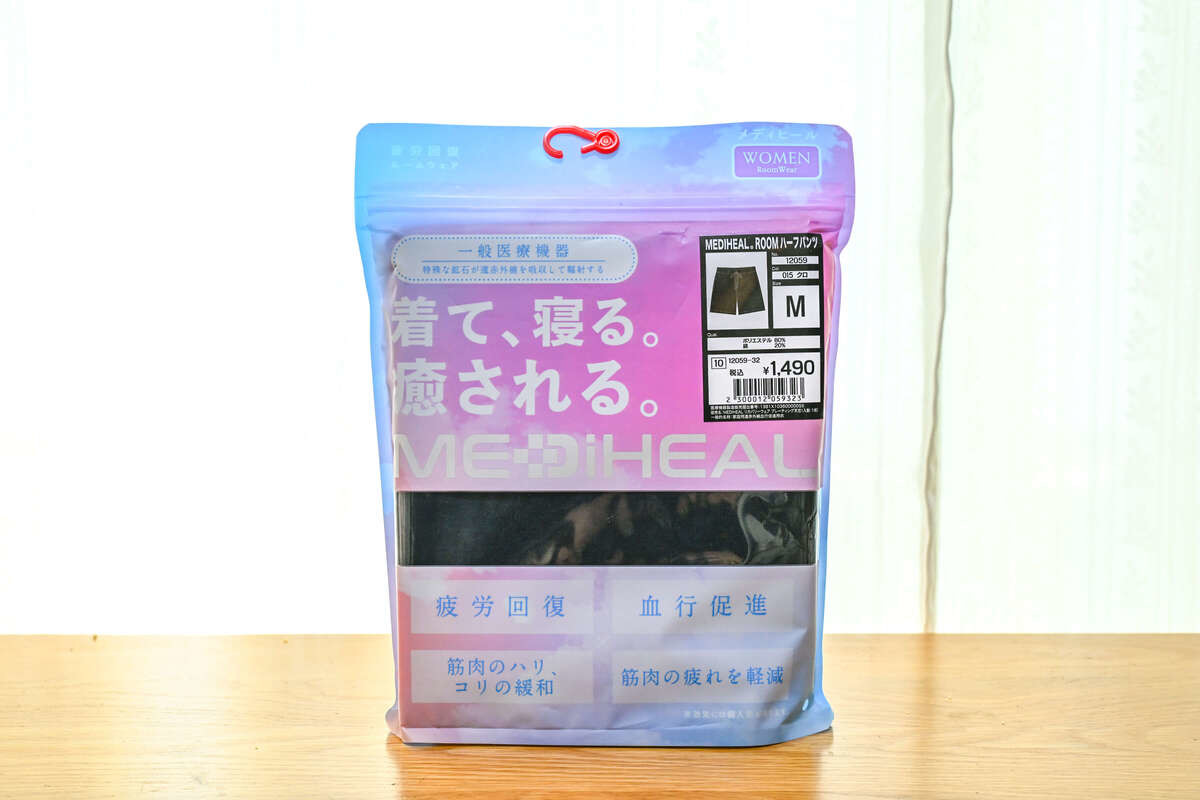 疲労回復
ルームウェア
メディヒール
WOMEN
RoomWear
一般医療機器
特殊な鉱石が遠赤外線を吸収して輻射する
着て、寝る。
癒される。
MEDiHEAL
MEDIHEAL® ROOM ハーフパンツ
No.
12059
Col.
015 クロ
Size
M
Qual.
ポリエステル 80%
綿 20%
10 12059-32
税込 ¥1,490
2 300012 059323
疲労回復
血行促進
筋肉のハリ、
コリの緩和
筋肉の疲れを軽減